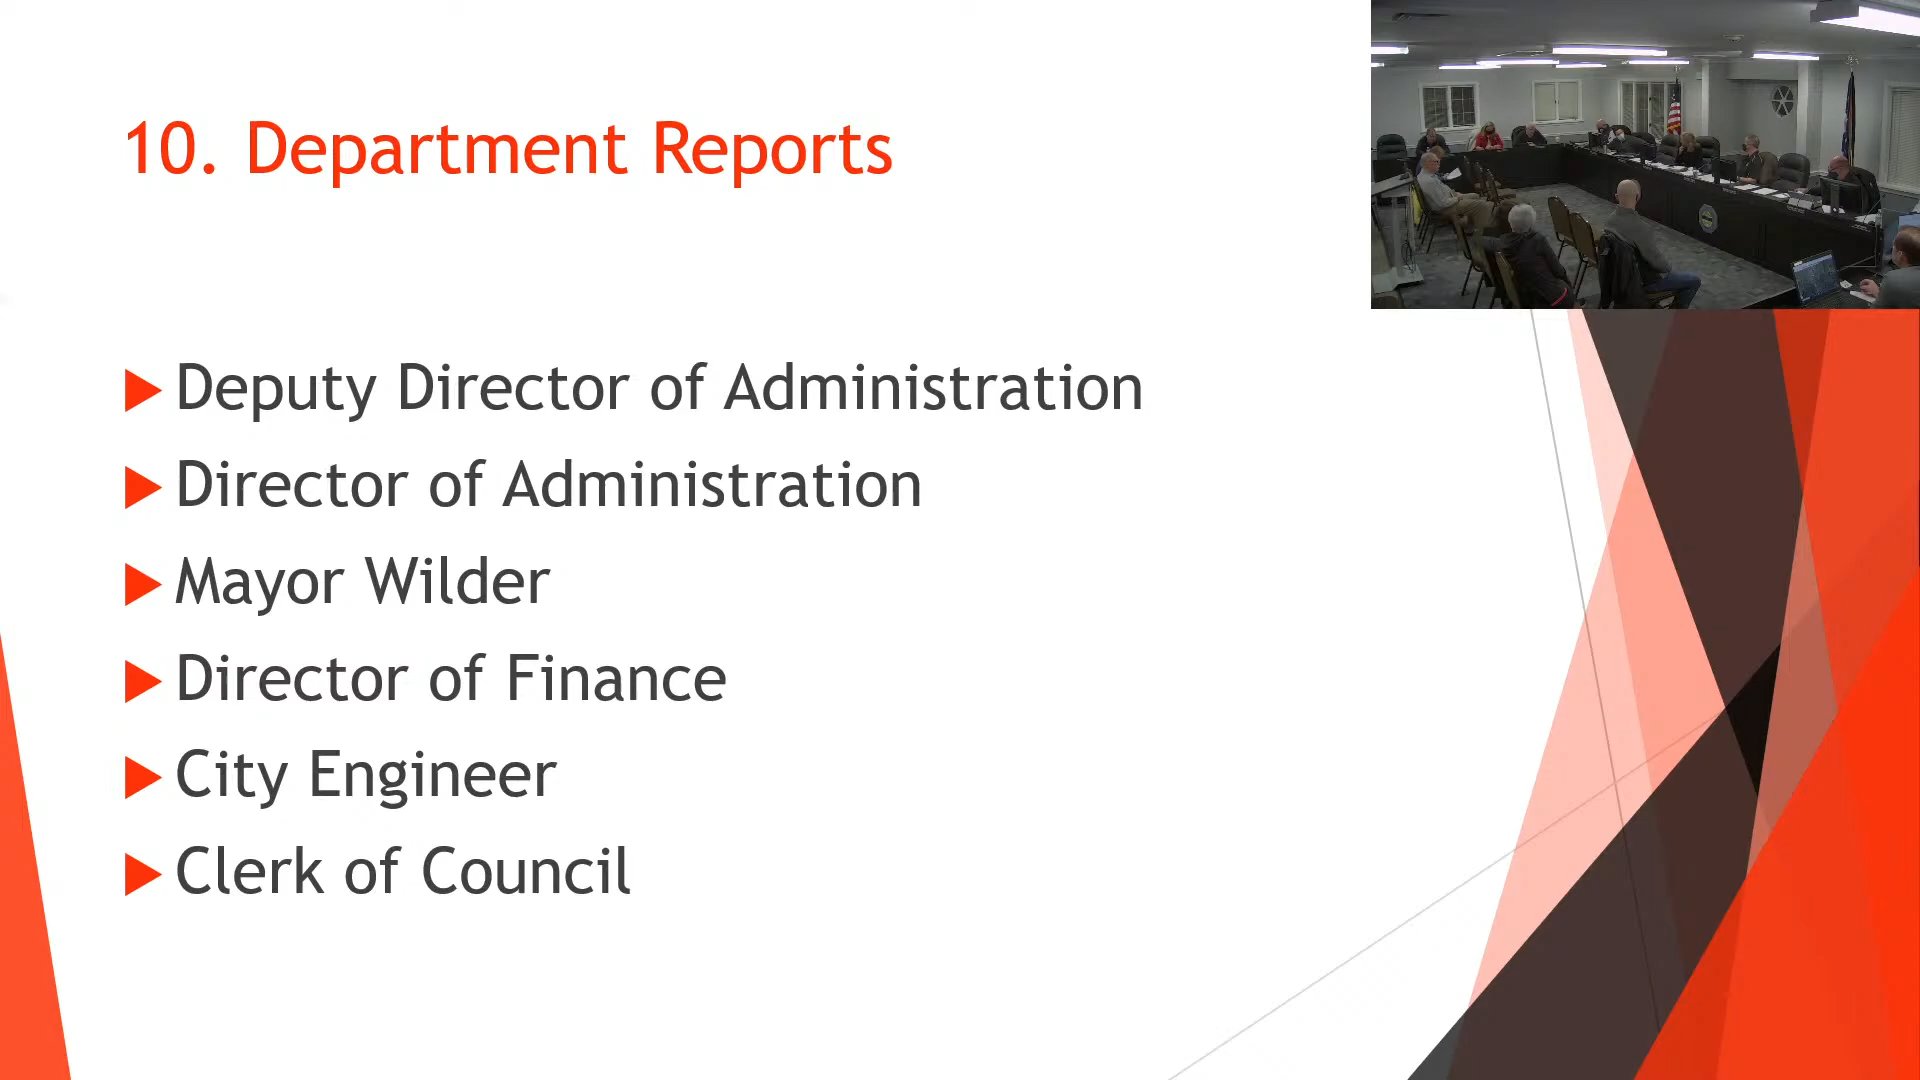 10. Department Reports
Deputy Director of Administration
Director of Administration
Mayor Wilder
Director of Finance
City Engineer
Clerk of Council